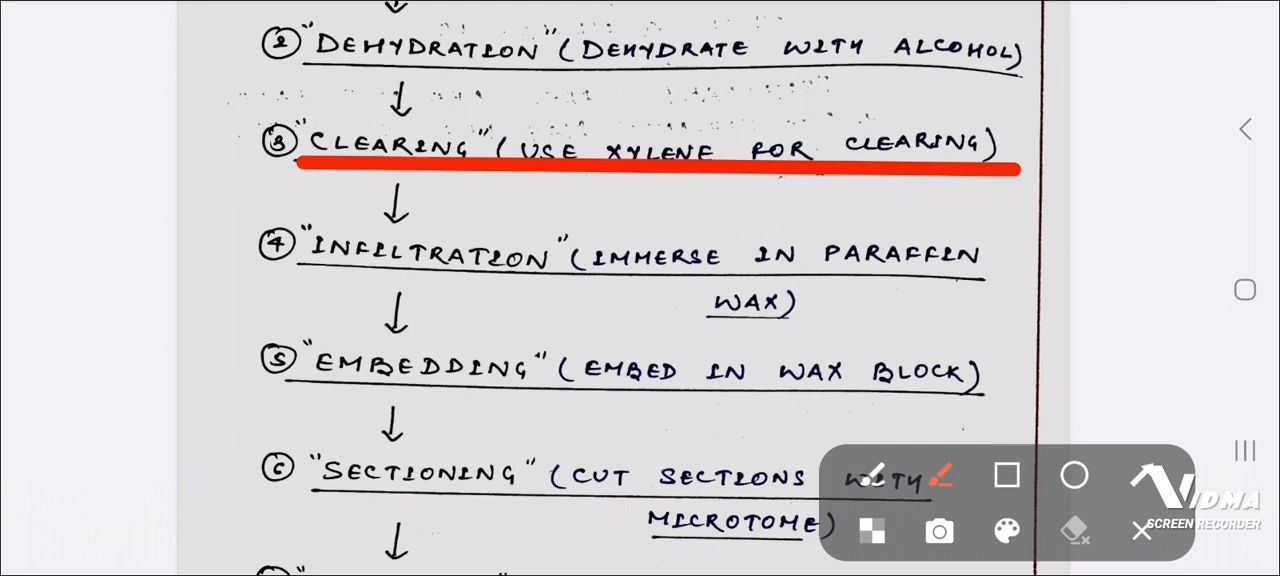 ② "DEHYDRATION" (DEHYDRATE WITH ALCOHOL)
③ "CLEARING" (USE XYLENE FOR CLEARING)
④ "INFILTRATION" (IMMERSE IN PARAFFIN
WAX)
⑤ "EMBEDDING" (EMBED IN WAX BLOCK)
⑥ "SECTIONING" (CUT SECTIONS WITH
MICROTOME)
VIDMA
SCREEN RECORDER